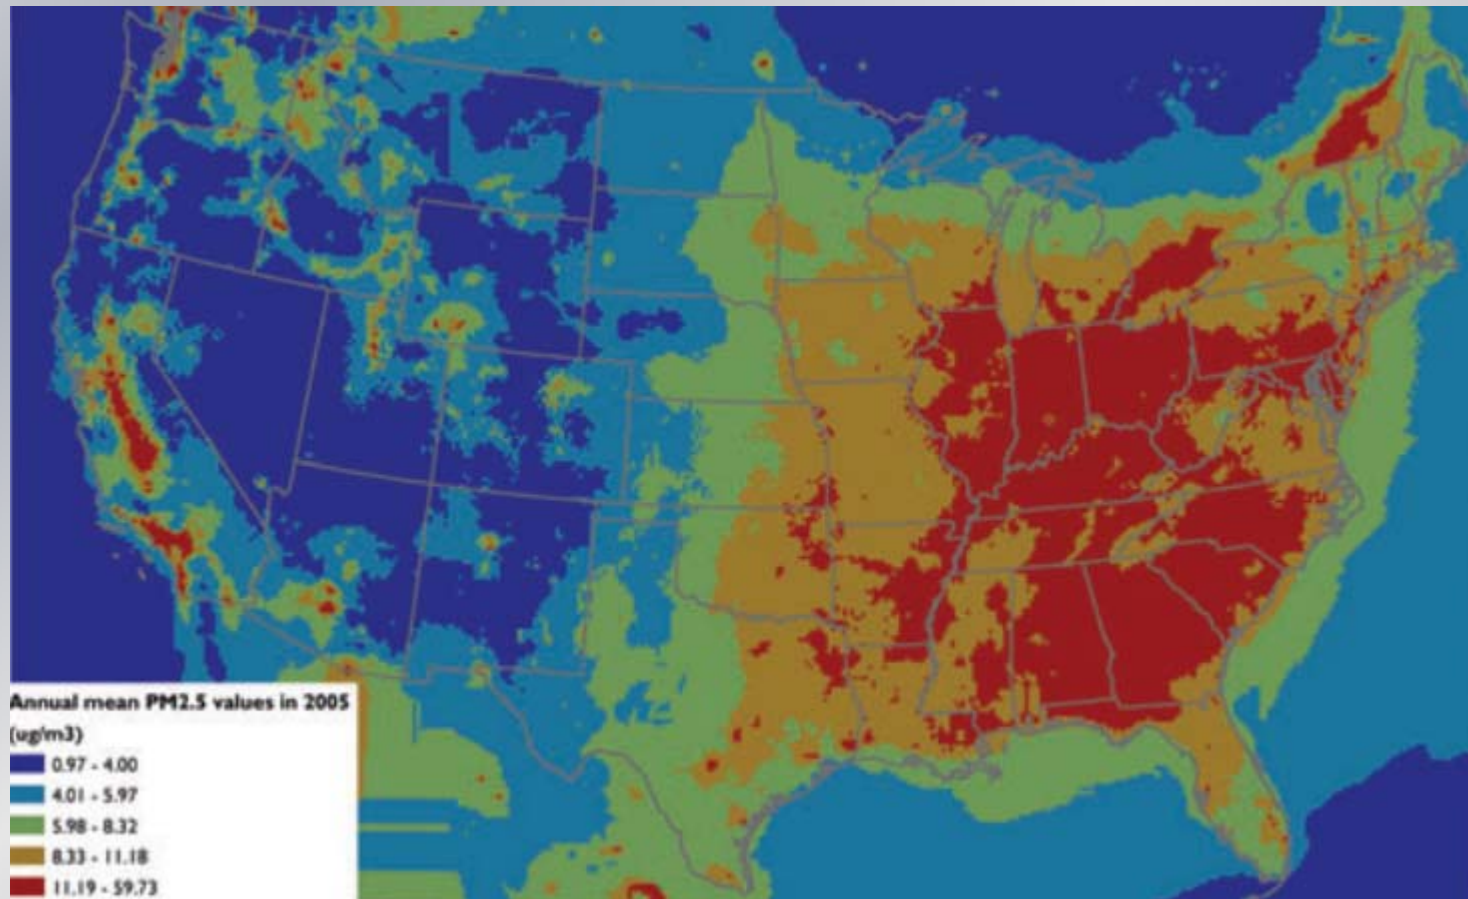 Annual mean PM2.5 values in 2005
(ug/m3)
0.97 - 4.00
4.01 - 5.97
5.98 - 8.32
8.33 - 11.18
11.19 - 59.73